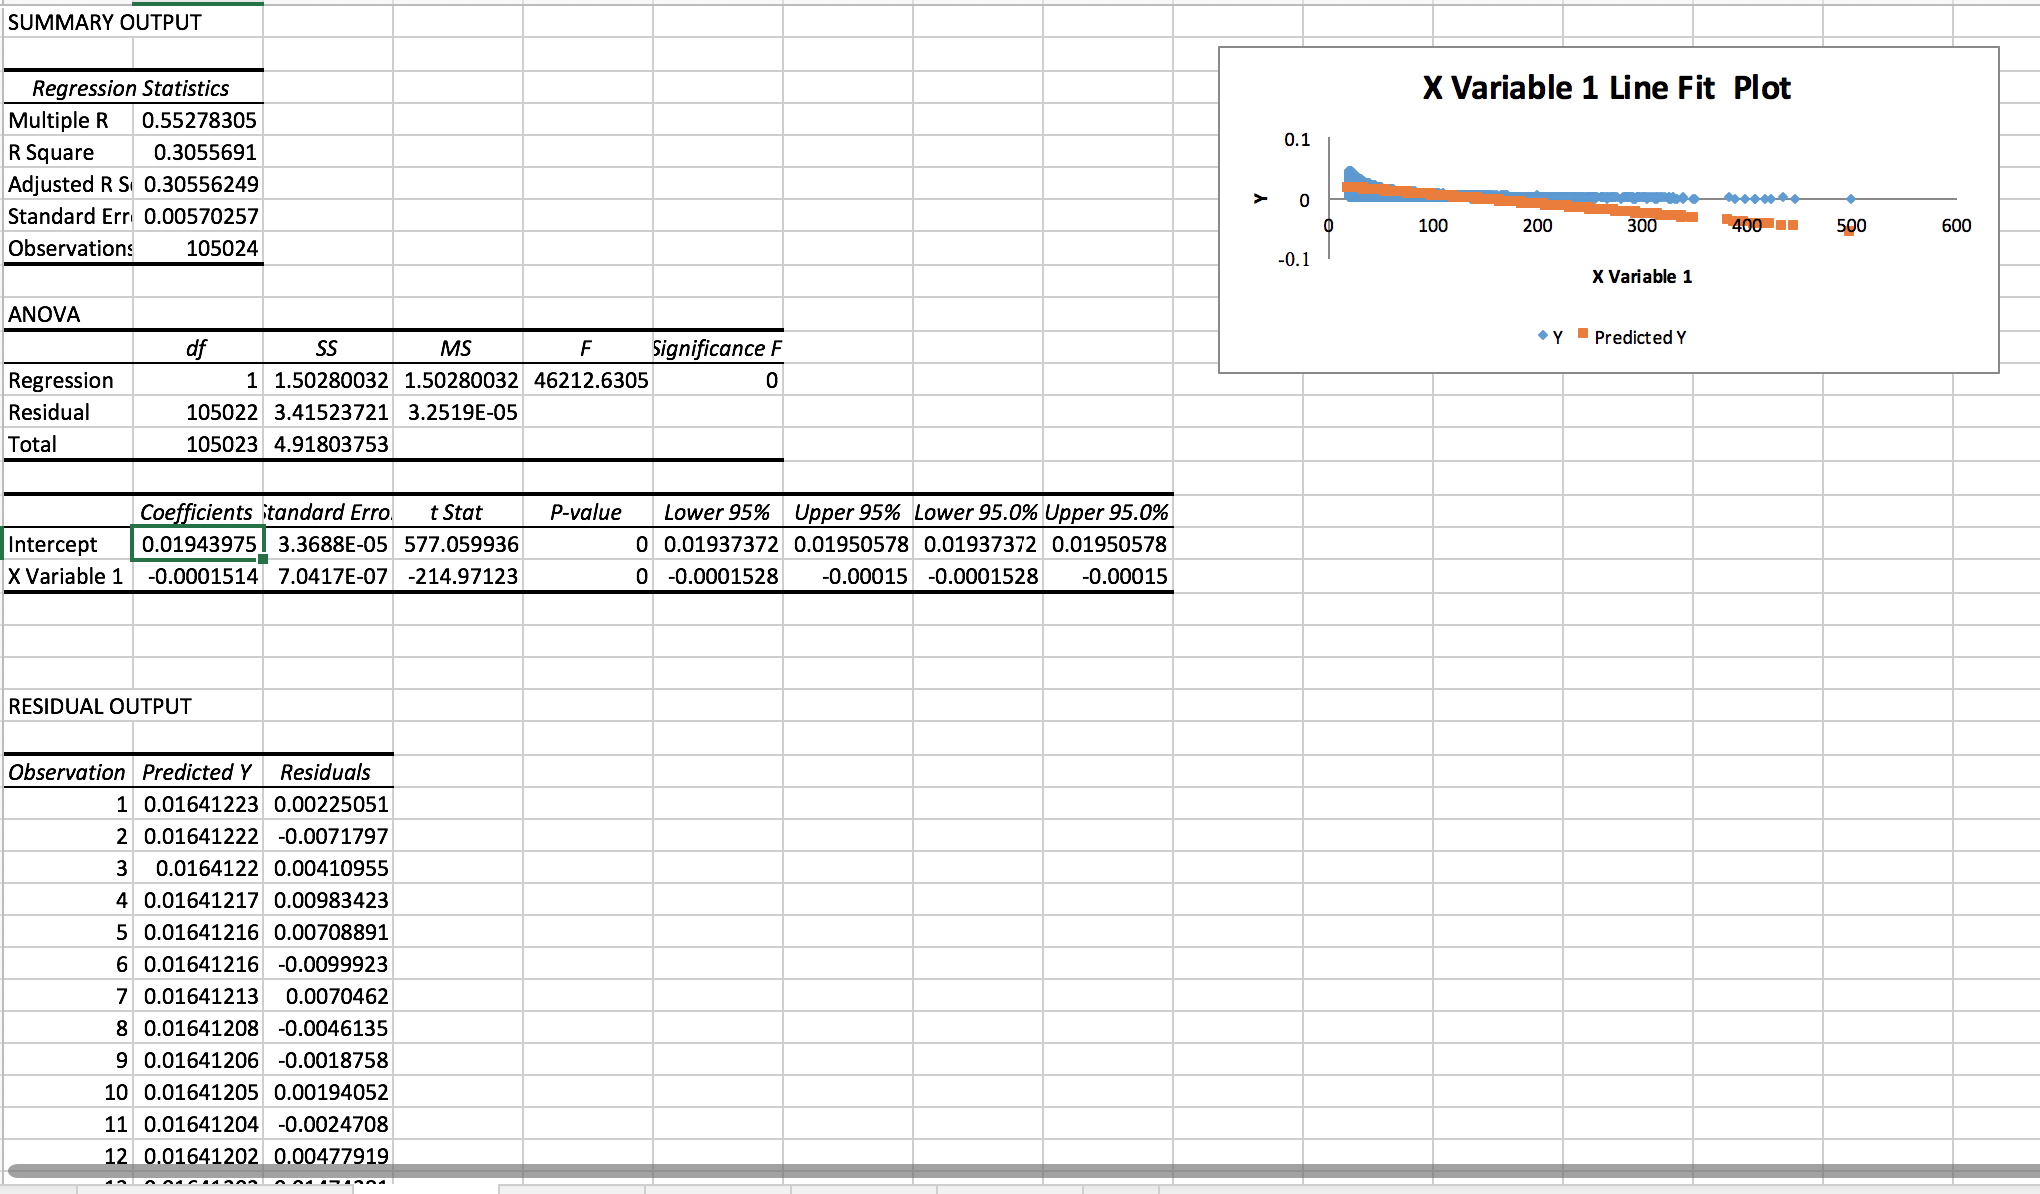 SUMMARY OUTPUT
Regression Statistics
Multiple R 0.55278305
R Square 0.3055691
Adjusted R S 0.30556249
Standard Err 0.00570257
Observations 105024
ANOVA
df SS MS F Significance F
Regression 1 1.50280032 1.50280032 46212.6305 0
Residual 105022 3.41523721 3.2519E-05
Total 105023 4.91803753
Coefficients Standard Erro t Stat P-value Lower 95% Upper 95% Lower 95.0% Upper 95.0%
Intercept 0.01943975 3.3688E-05 577.059936 0 0.01937372 0.01950578 0.01937372 0.01950578
X Variable 1 -0.0001514 7.0417E-07 -214.97123 0 -0.0001528 -0.00015 -0.0001528 -0.00015
RESIDUAL OUTPUT
Observation Predicted Y Residuals
1 0.01641223 0.00225051
2 0.01641222 -0.0071797
3 0.0164122 0.00410955
4 0.01641217 0.00983423
5 0.01641216 0.00708891
6 0.01641216 -0.0099923
7 0.01641213 0.0070462
8 0.01641208 -0.0046135
9 0.01641206 -0.0018758
10 0.01641205 0.00194052
11 0.01641204 -0.0024708
12 0.01641202 0.00477919
X Variable 1 Line Fit Plot
0.1
0
-0.1
Y
0 100 200 300 400 500 600
X Variable 1
Y Predicted Y